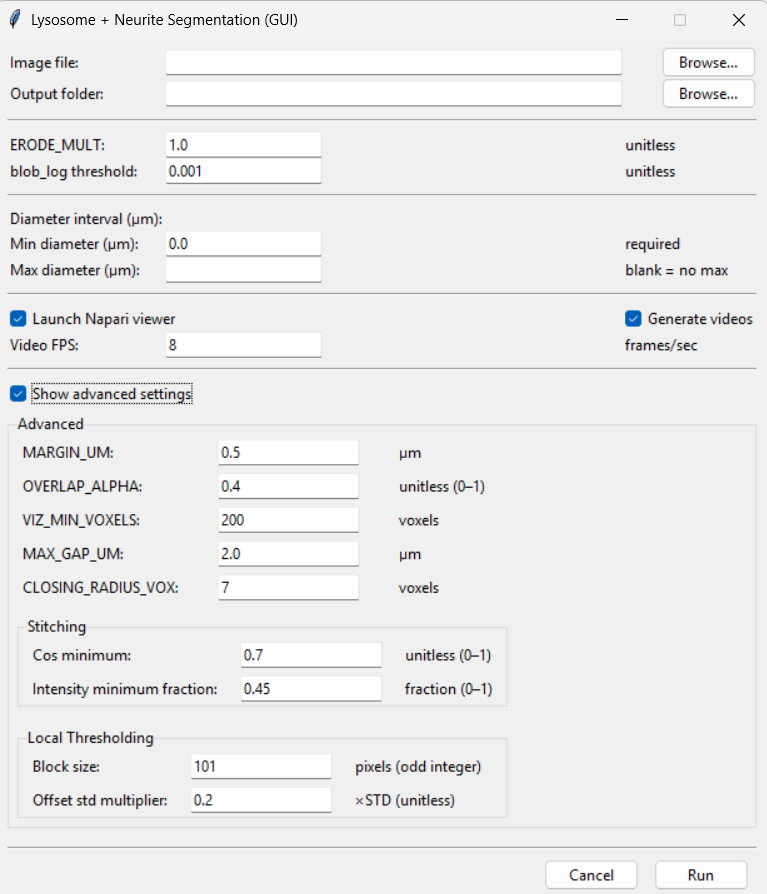 Lysosome + Neurite Segmentation (GUI)
Image file: Browse...
Output folder: Browse...
ERODE_MULT: 1.0 unitless
blob_log threshold: 0.001 unitless
Diameter interval (µm):
Min diameter (µm): 0.0 required
Max diameter (µm): blank = no max
Launch Napari viewer Generate videos
Video FPS: 8 frames/sec
Show advanced settings
Advanced
MARGIN_UM: 0.5 µm
OVERLAP_ALPHA: 0.4 unitless (0–1)
VIZ_MIN_VOXELS: 200 voxels
MAX_GAP_UM: 2.0 µm
CLOSING_RADIUS_VOX: 7 voxels
Stitching
Cos minimum: 0.7 unitless (0–1)
Intensity minimum fraction: 0.45 fraction (0–1)
Local Thresholding
Block size: 101 pixels (odd integer)
Offset std multiplier: 0.2 ×STD (unitless)
Cancel Run